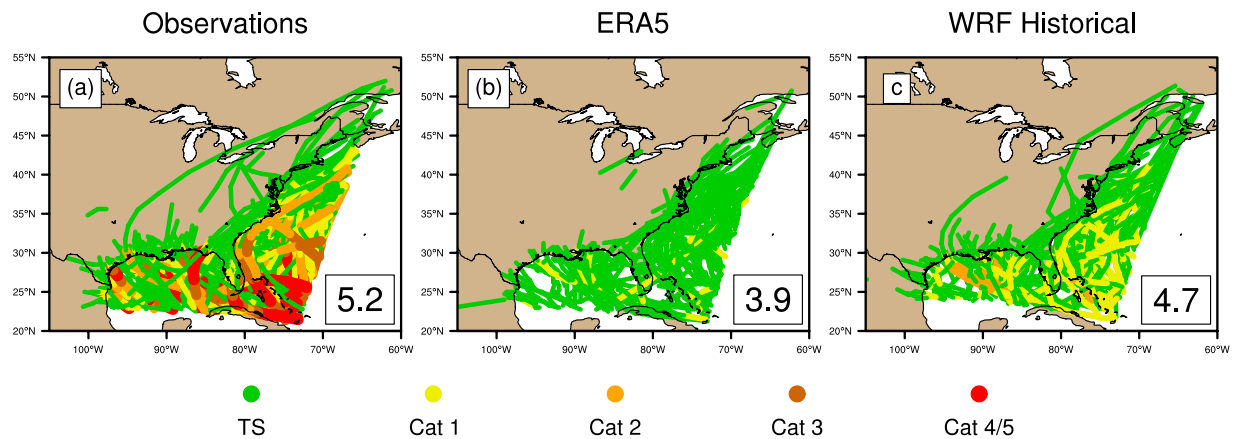 Observations
ERA5
WRF Historical
55°N
50°N
45°N
40°N
35°N
30°N
25°N
20°N
(a)
5.2
100°W 90°W 80°W 70°W 60°W
55°N
50°N
45°N
40°N
35°N
30°N
25°N
20°N
(b)
3.9
100°W 90°W 80°W 70°W 60°W
55°N
50°N
45°N
40°N
35°N
30°N
25°N
20°N
c
4.7
100°W 90°W 80°W 70°W 60°W
TS Cat 1 Cat 2 Cat 3 Cat 4/5